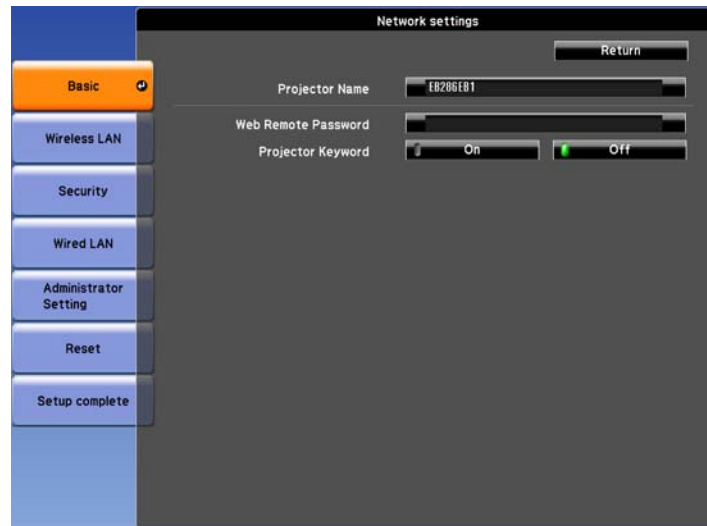 Network settings
Return
Basic
Projector Name EB286EB1
Web Remote Password
Wireless LAN
Projector Keyword On Off
Security
Wired LAN
Administrator
Setting
Reset
Setup complete